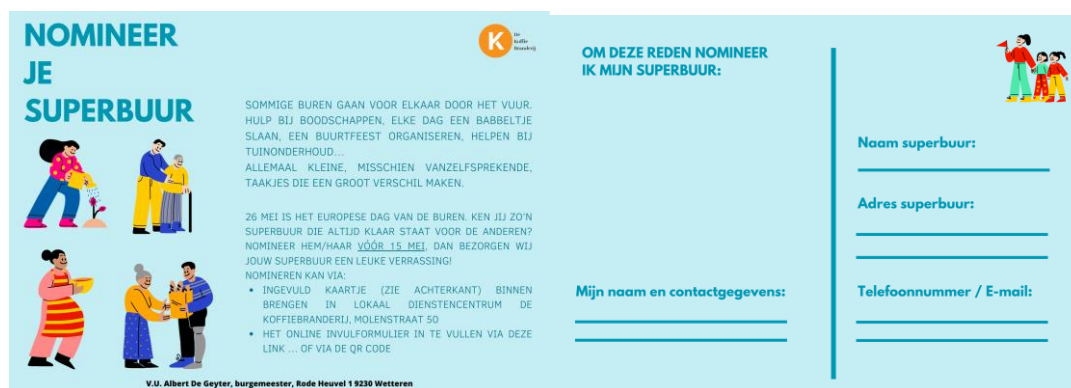 NOMINEER
JE
SUPERBUUR
K
De
Koffie
Branderij
SOMMIGE BUREN GAAN VOOR ELKAAR DOOR HET VUUR.
HULP BIJ BOODSCHAPPEN, ELKE DAG EEN BABBELTJE
SLAAN, EEN BUURTFEEST ORGANISEREN, HELPEN BIJ
TUINONDERHOUD...
ALLEMAAL KLEINE, MISSCHIEN VANZELFSPREKENDE,
TAAKJES DIE EEN GROOT VERSCHIL MAKEN.
26 MEI IS HET EUROPESE DAG VAN DE BUREN. KEN JIJ ZO'N
SUPERBUUR DIE ALTIJD KLAAR STAAT VOOR DE ANDEREN?
NOMINEER HEM/HAAR VÓÓR 15 MEI, DAN BEZORGEN WIJ
JOUW SUPERBUUR EEN LEUKE VERRASSING!
NOMINEREN KAN VIA:
• INGEVULD KAARTJE (ZIE ACHTERKANT) BINNEN
BRENGEN IN LOKAAL DIENSTENCENTRUM DE
KOFFIEBRANDERIJ, MOLENSTRAAT 50
• HET ONLINE INVULFORMULIER IN TE VULLEN VIA DEZE
LINK ... OF VIA DE QR CODE
V.U. Albert De Geyter, burgemeester, Rode Heuvel 1 9230 Wetteren
OM DEZE REDEN NOMINEER
IK MIJN SUPERBUUR:
Mijn naam en contactgegevens:
Naam superbuur:
Adres superbuur:
Telefoonnummer / E-mail: